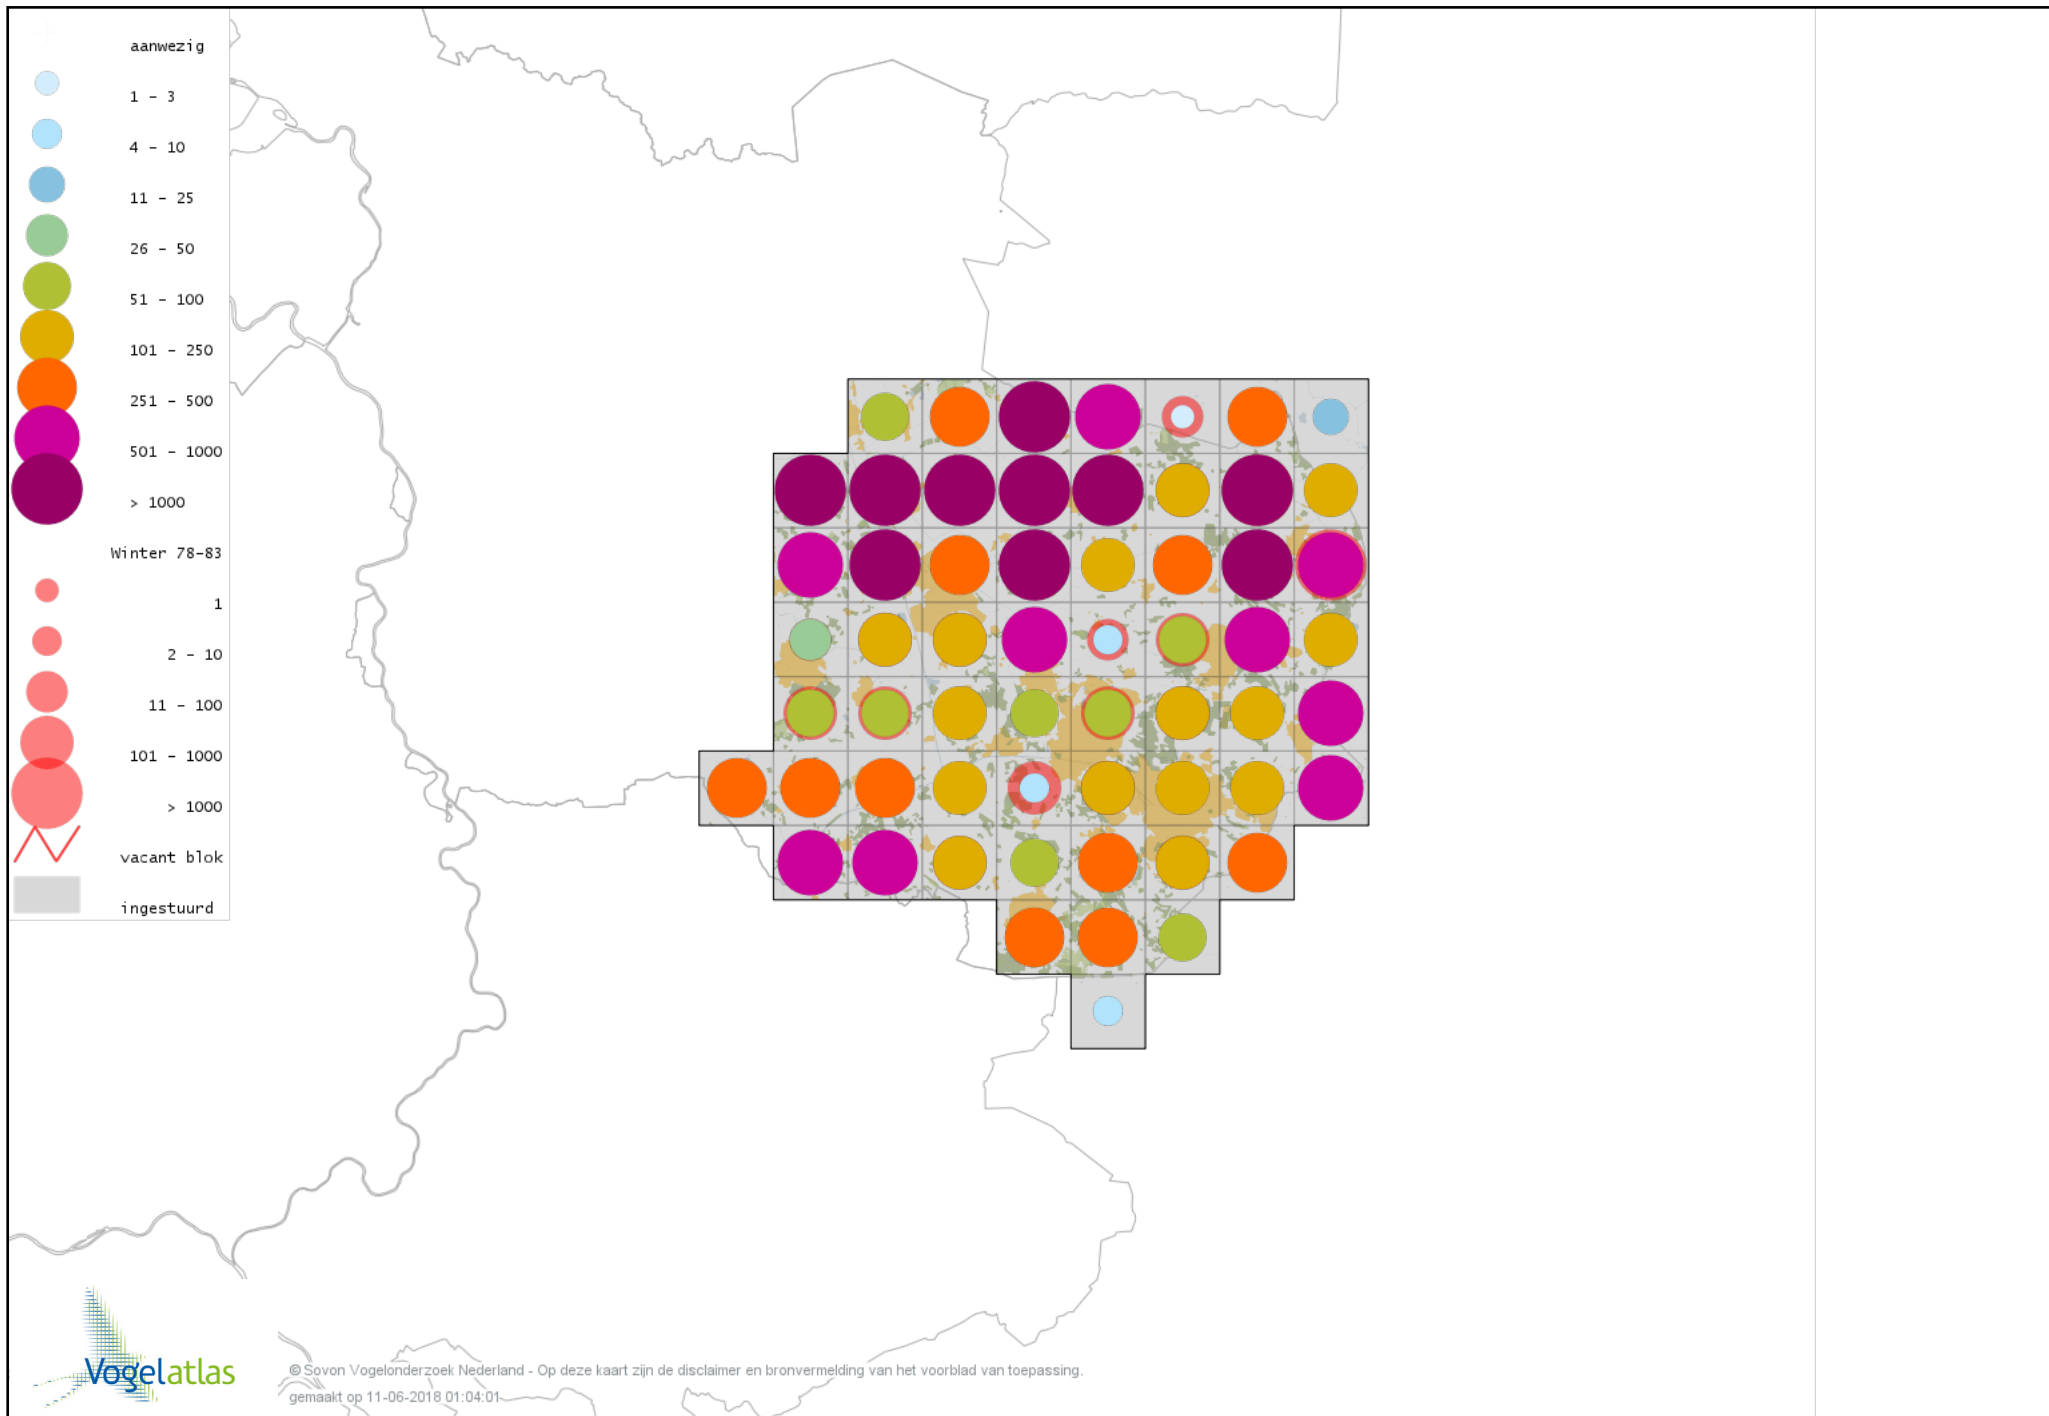 aanwezig
1 - 3
4 - 10
11 - 25
26 - 50
51 - 100
101 - 250
251 - 500
501 - 1000
> 1000
Winter 78-83
1
2 - 10
11 - 100
101 - 1000
> 1000
vacant blok
ingestuurd
Vogelatlas
© Sovon Vogelonderzoek Nederland - Op deze kaart zijn de disclaimer en bronvermelding van het voorblad van toepassing.
gemaakt op 11-06-2018 01:04:01